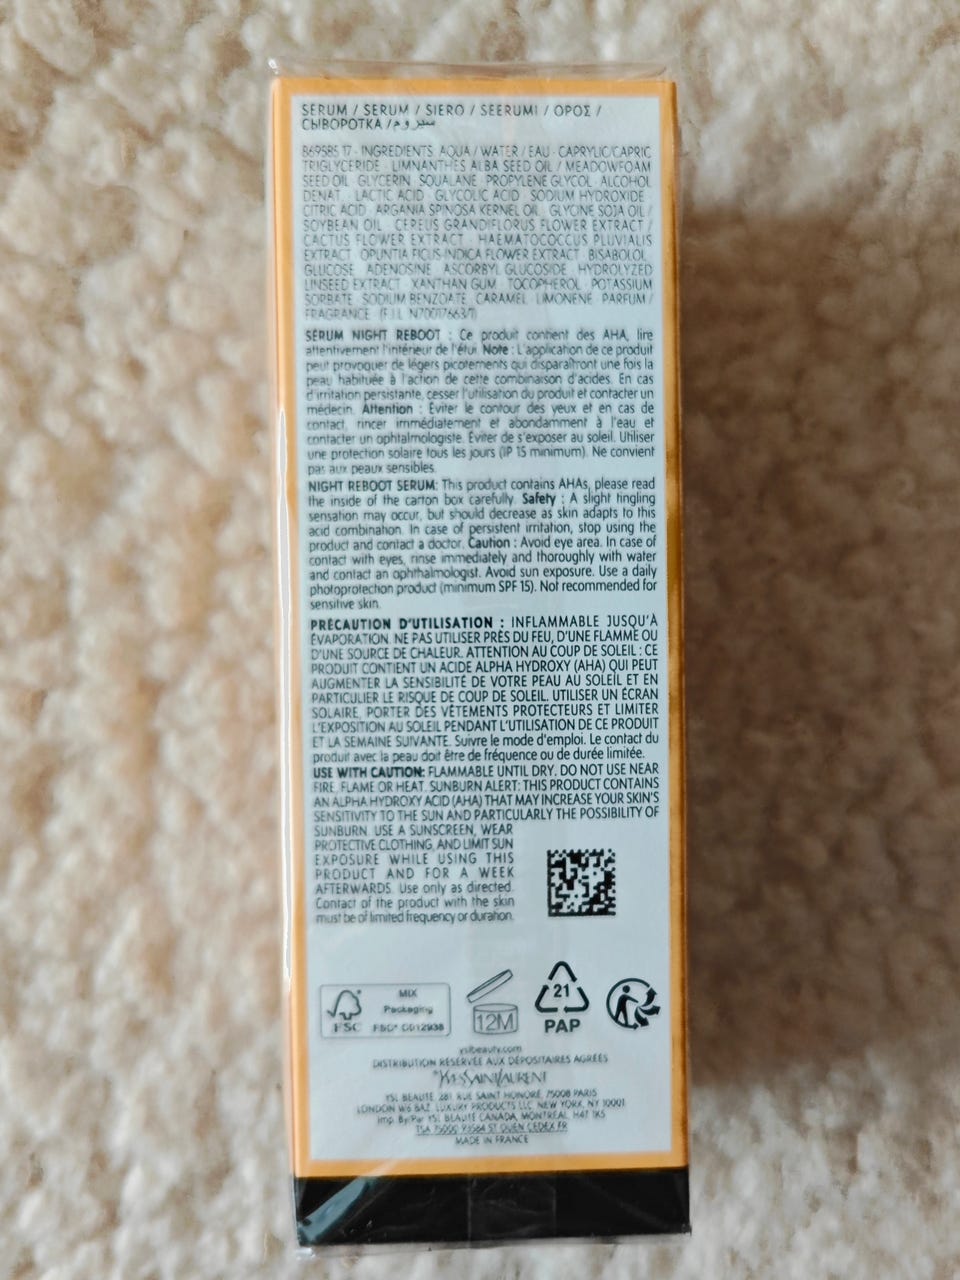 SÉRUM / SERUM / SIERO / SEERUMI / ΟΡΟΣ /
СЫВОРОТКА / سيروم
B69585 17 · INGREDIENTS: AQUA / WATER / EAU · CAPRYLIC/CAPRIC
TRIGLYCERIDE · LIMNANTHES ALBA SEED OIL / MEADOWFOAM
SEED OIL · GLYCERIN · SQUALANE · PROPYLENE GLYCOL · ALCOHOL
DENAT. · LACTIC ACID · GLYCOLIC ACID · SODIUM HYDROXIDE ·
CITRIC ACID · ARGANIA SPINOSA KERNEL OIL · GLYCINE SOJA OIL /
SOYBEAN OIL · CEREUS GRANDIFLORUS FLOWER EXTRACT /
CACTUS FLOWER EXTRACT · HAEMATOCOCCUS PLUVIALIS
EXTRACT · OPUNTIA FICUS-INDICA FLOWER EXTRACT · BISABOLOL ·
GLUCOSE · ADENOSINE · ASCORBYL GLUCOSIDE · HYDROLYZED
LINSEED EXTRACT · XANTHAN GUM · TOCOPHEROL · POTASSIUM
SORBATE · SODIUM BENZOATE · CARAMEL · LIMONENE · PARFUM /
FRAGRANCE (F.I.L. N70017663/1)
SÉRUM NIGHT REBOOT : Ce produit contient des AHA, lire
attentivement l'intérieur de l'étui. Note : L'application de ce produit
peut provoquer de légers picotements qui disparaîtront une fois la
peau habituée à l'action de cette combinaison d'acides. En cas
d'irritation persistante, cesser l'utilisation du produit et contacter un
médecin. Attention : Éviter le contour des yeux et en cas de
contact, rincer immédiatement et abondamment à l'eau et
contacter un ophtalmologiste. Éviter de s'exposer au soleil. Utiliser
une protection solaire tous les jours (IP 15 minimum). Ne convient
pas aux peaux sensibles.
NIGHT REBOOT SERUM: This product contains AHAs, please read
the inside of the carton box carefully. Safety : A slight tingling
sensation may occur, but should decrease as skin adapts to this
acid combination. In case of persistent irritation, stop using the
product and contact a doctor. Caution : Avoid eye area. In case of
contact with eyes, rinse immediately and thoroughly with water
and contact an ophthalmologist. Avoid sun exposure. Use a daily
photoprotection product (minimum SPF 15). Not recommended for
sensitive skin.
PRÉCAUTION D'UTILISATION : INFLAMMABLE JUSQU'À
ÉVAPORATION. NE PAS UTILISER PRÈS DU FEU, D'UNE FLAMME OU
D'UNE SOURCE DE CHALEUR. ATTENTION AU COUP DE SOLEIL : CE
PRODUIT CONTIENT UN ACIDE ALPHA HYDROXY (AHA) QUI PEUT
AUGMENTER LA SENSIBILITÉ DE VOTRE PEAU AU SOLEIL ET EN
PARTICULIER LE RISQUE DE COUP DE SOLEIL. UTILISER UN ÉCRAN
SOLAIRE, PORTER DES VÊTEMENTS PROTECTEURS ET LIMITER
L'EXPOSITION AU SOLEIL PENDANT L'UTILISATION DE CE PRODUIT
ET LA SEMAINE SUIVANTE. Suivre le mode d'emploi. Le contact du
produit avec la peau doit être de fréquence ou de durée limitée.
USE WITH CAUTION: FLAMMABLE UNTIL DRY. DO NOT USE NEAR
FIRE, FLAME OR HEAT. SUNBURN ALERT: THIS PRODUCT CONTAINS
AN ALPHA HYDROXY ACID (AHA) THAT MAY INCREASE YOUR SKIN'S
SENSITIVITY TO THE SUN AND PARTICULARLY THE POSSIBILITY OF
SUNBURN. USE A SUNSCREEN, WEAR
PROTECTIVE CLOTHING, AND LIMIT SUN
EXPOSURE WHILE USING THIS
PRODUCT AND FOR A WEEK
AFTERWARDS. Use only as directed.
Contact of the product with the skin
must be of limited frequency or duration.
FSC
MIX
Packaging
FSC® C012938
12M
21
PAP
yslbeauty.com
DISTRIBUTION RÉSERVÉE AUX DÉPOSITAIRES AGRÉÉS
YVESSAINTLAURENT
YSL BEAUTÉ, 281 RUE SAINT HONORÉ, 75008 PARIS
LONDON W6 8AZ. LUXURY PRODUCTS LLC, NEW YORK, NY 10001
Imp. By/Par YSL BEAUTÉ CANADA, MONTREAL, H4T 1K5
TSA 75000 93584 ST OUEN CEDEX FR
MADE IN FRANCE